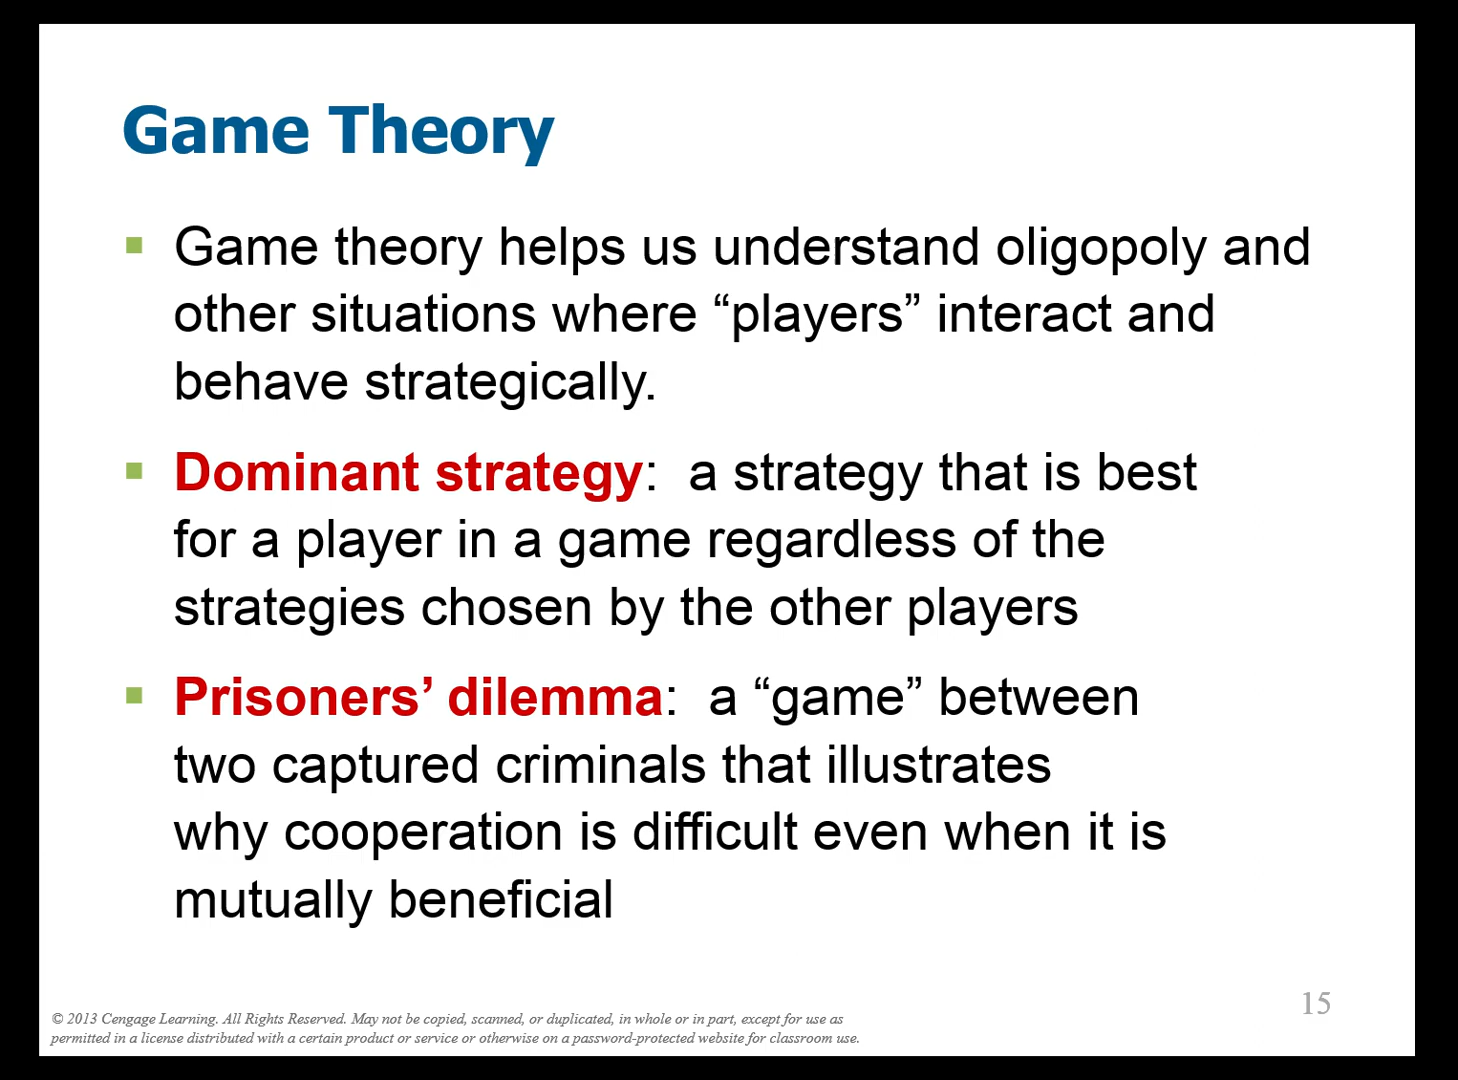 Game Theory
Game theory helps us understand oligopoly and
other situations where “players” interact and
behave strategically.
Dominant strategy:  a strategy that is best
for a player in a game regardless of the
strategies chosen by the other players
Prisoners’ dilemma:  a “game” between
two captured criminals that illustrates
why cooperation is difficult even when it is
mutually beneficial
15
© 2013 Cengage Learning. All Rights Reserved. May not be copied, scanned, or duplicated, in whole or in part, except for use as
permitted in a license distributed with a certain product or service or otherwise on a password-protected website for classroom use.